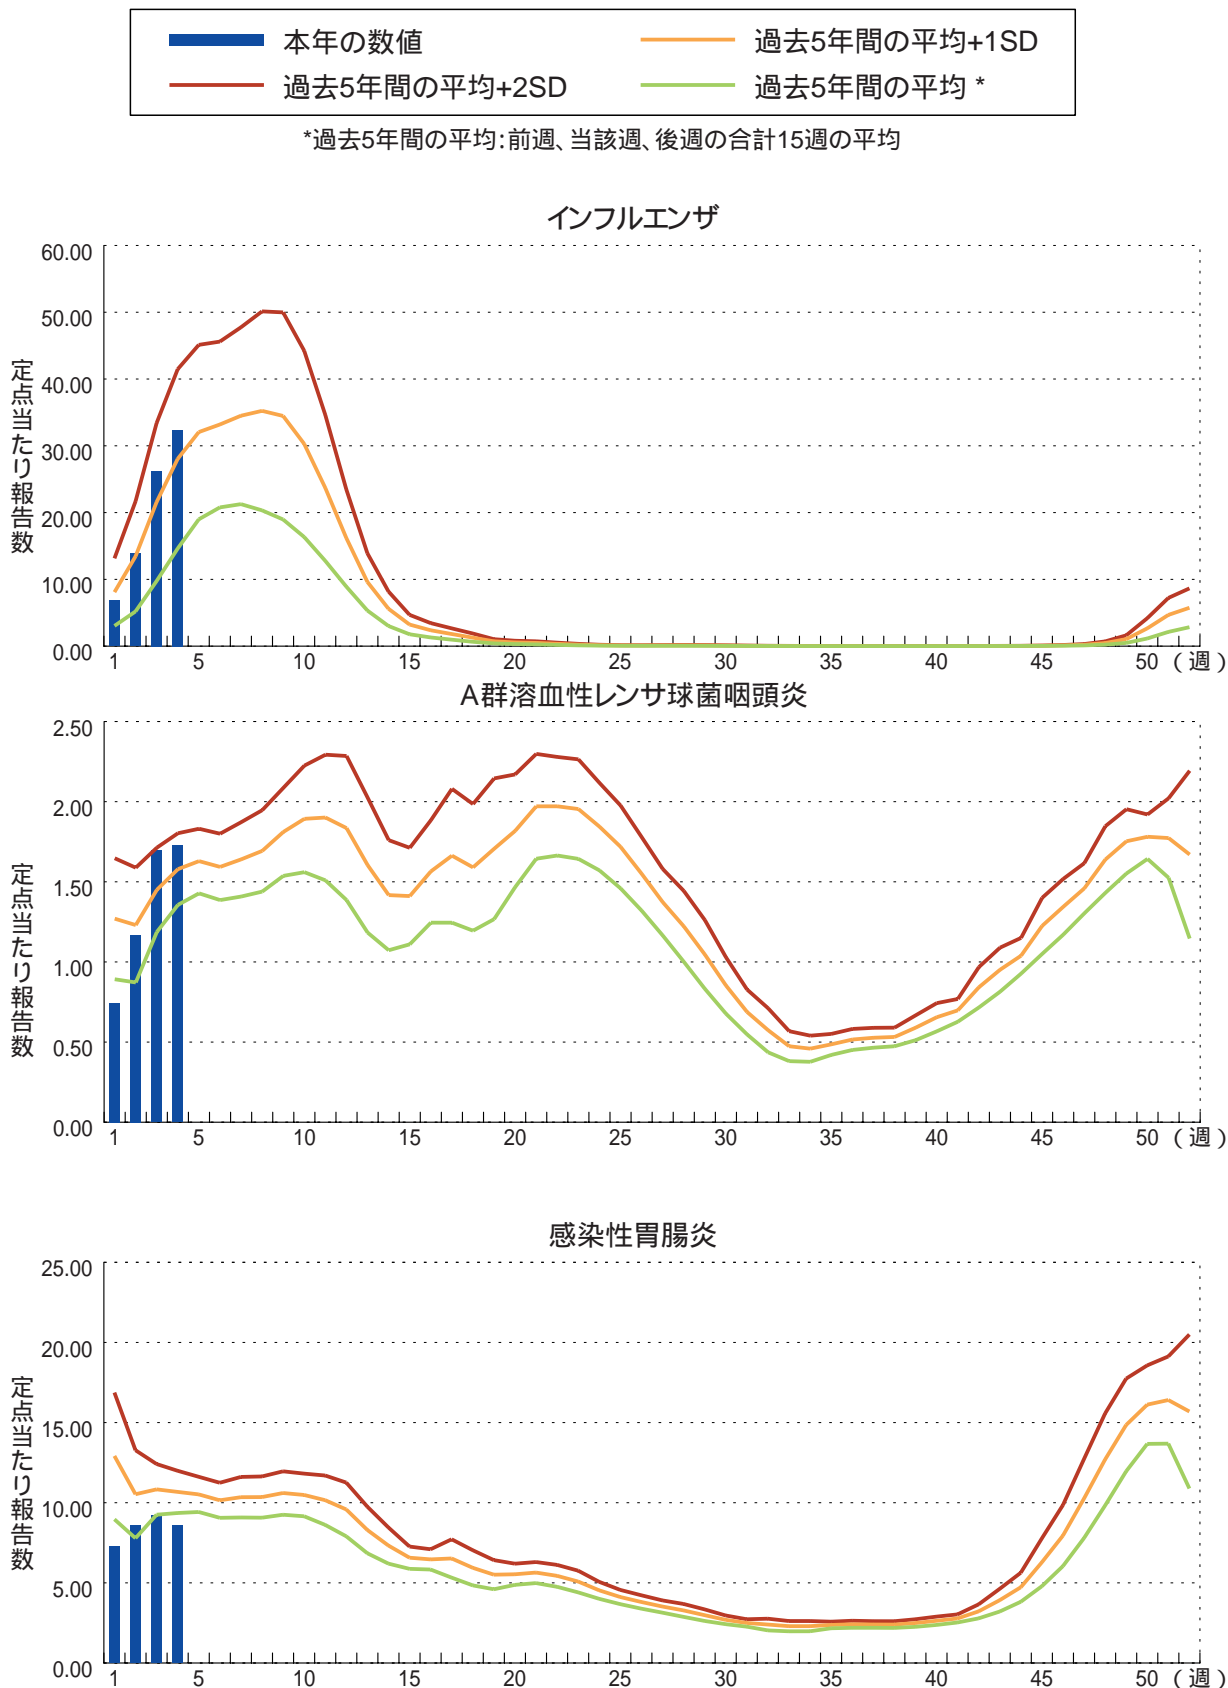 本年の数値
過去5年間の平均+1SD
過去5年間の平均+2SD
過去5年間の平均 *
*過去5年間の平均:前週、当該週、後週の合計15週の平均
インフルエンザ
定点当たり報告数
60.00
50.00
40.00
30.00
20.00
10.00
0.00
1 5 10 15 20 25 30 35 40 45 50 (週)
A群溶血性レンサ球菌咽頭炎
定点当たり報告数
2.50
2.00
1.50
1.00
0.50
0.00
1 5 10 15 20 25 30 35 40 45 50 (週)
感染性胃腸炎
定点当たり報告数
25.00
20.00
15.00
10.00
5.00
0.00
1 5 10 15 20 25 30 35 40 45 50 (週)